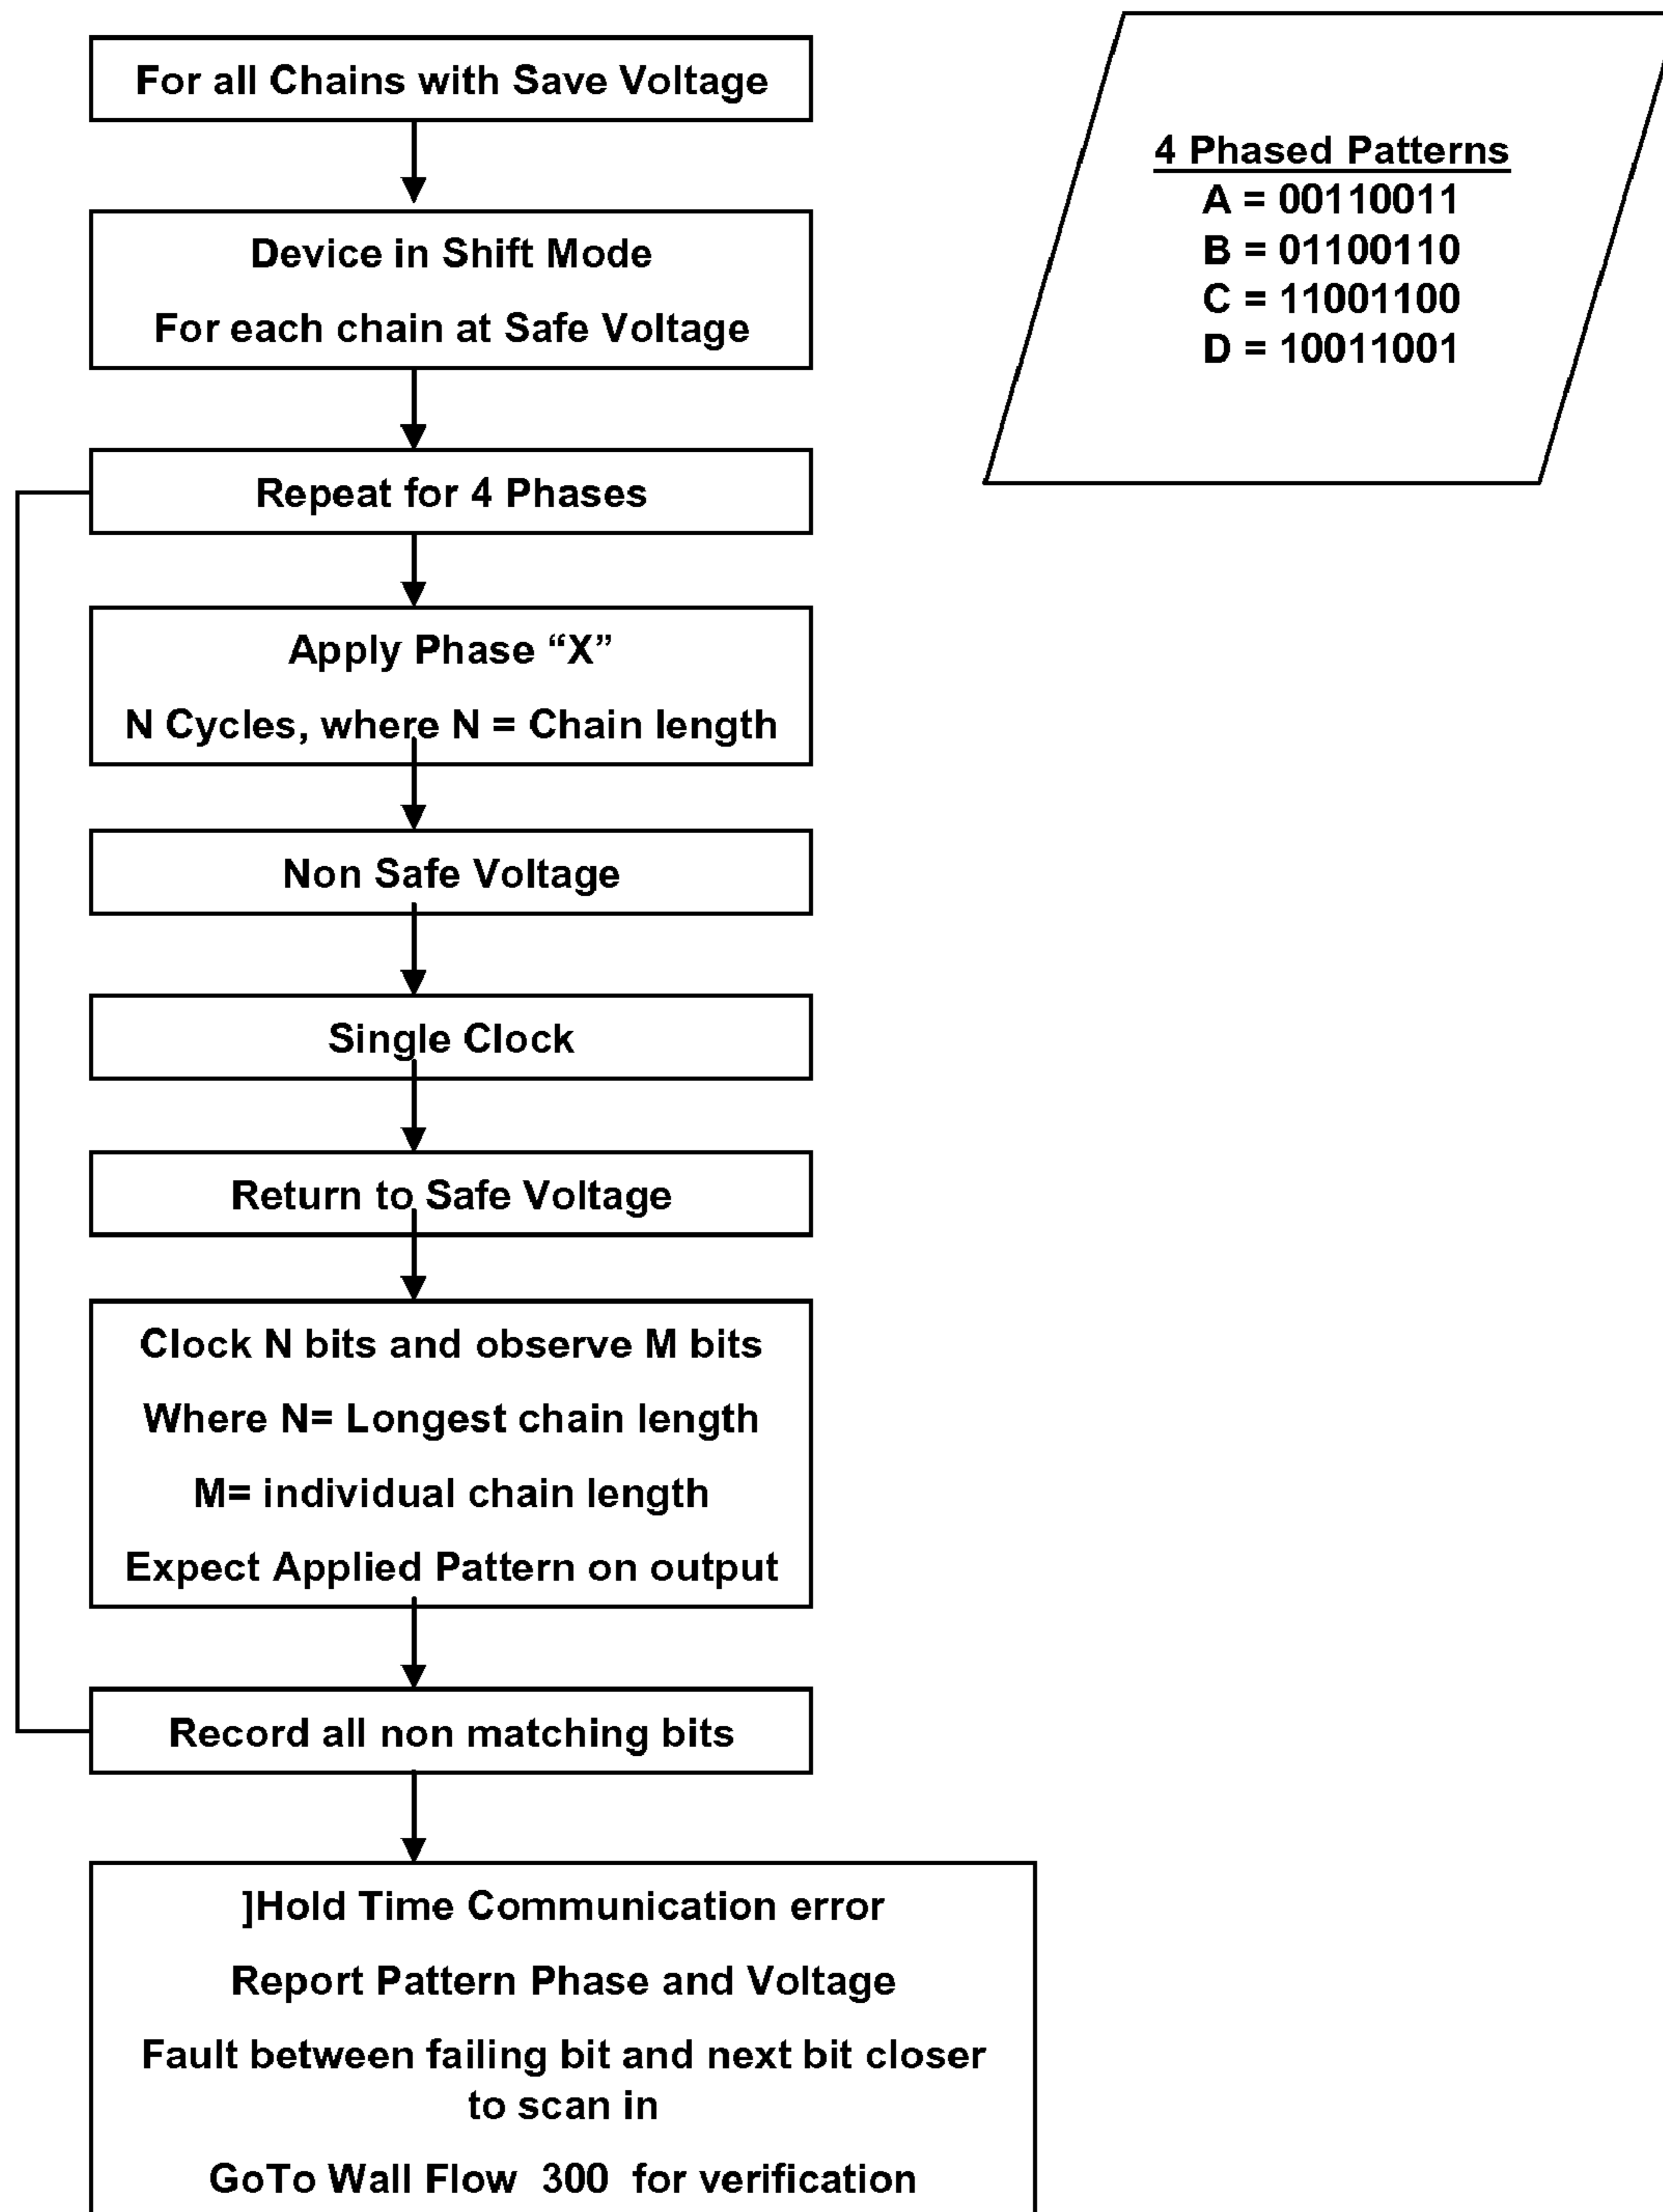 For all Chains with Save Voltage
Device in Shift Mode
For each chain at Safe Voltage
Repeat for 4 Phases
Apply Phase “X”
N Cycles, where N = Chain length
Non Safe Voltage
Single Clock
Return to Safe Voltage
Clock N bits and observe M bits
Where N= Longest chain length
M= individual chain length
Expect Applied Pattern on output
Record all non matching bits
]Hold Time Communication error
Report Pattern Phase and Voltage
Fault between failing bit and next bit closer
to scan in
GoTo Wall Flow 300 for verification
4 Phased Patterns
A = 00110011
B = 01100110
C = 11001100
D = 10011001